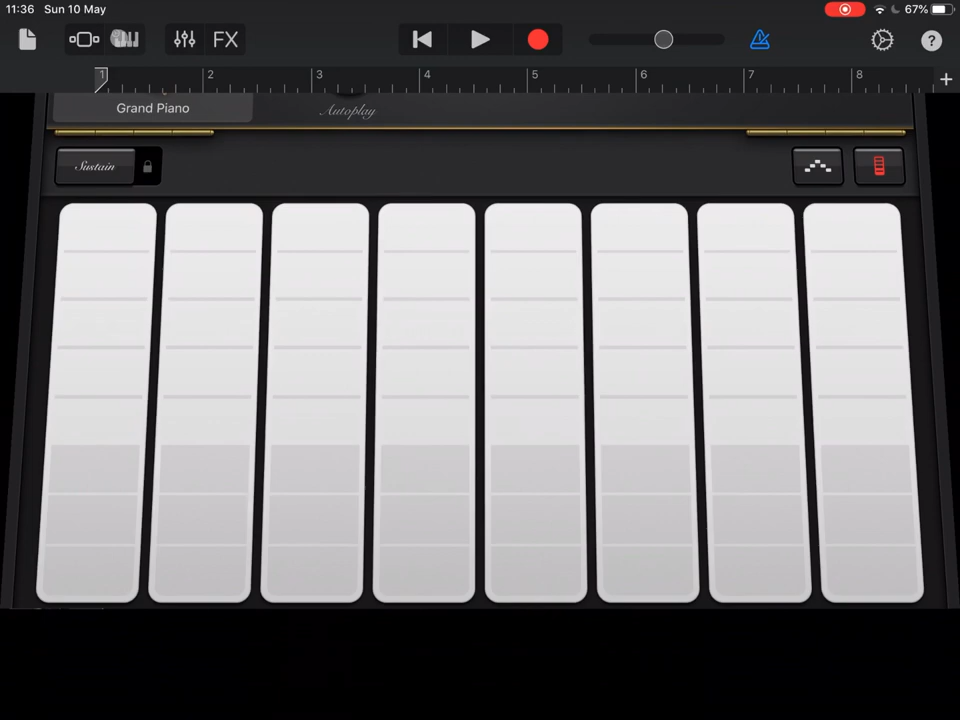 11:36 Sun 10 May 67%
FX ?
1 2 3 4 5 6 7 8 +
Grand Piano Autoplay
Sustain